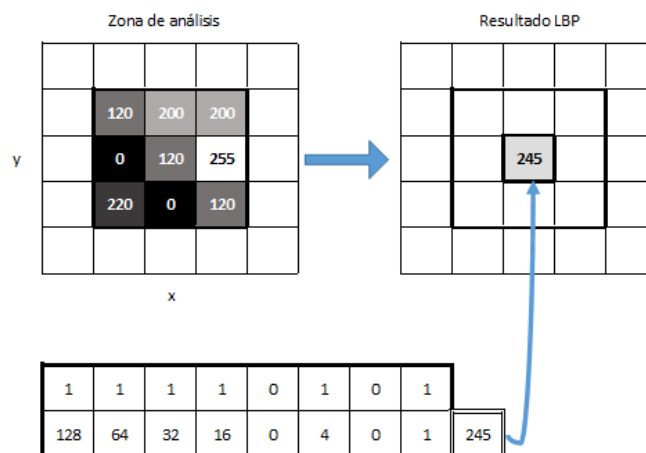 Zona de análisis
Resultado LBP
120 200 200
y
0 120 255
245
220 0 120
x
1 1 1 1 0 1 0 1
128 64 32 16 0 4 0 1 245